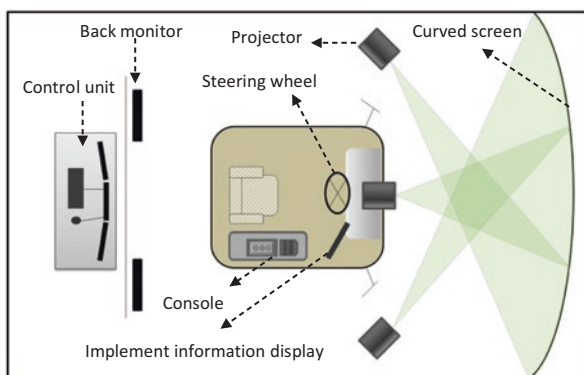 Back monitor
Projector
Curved screen
Control unit
Steering wheel
Console
Implement information display